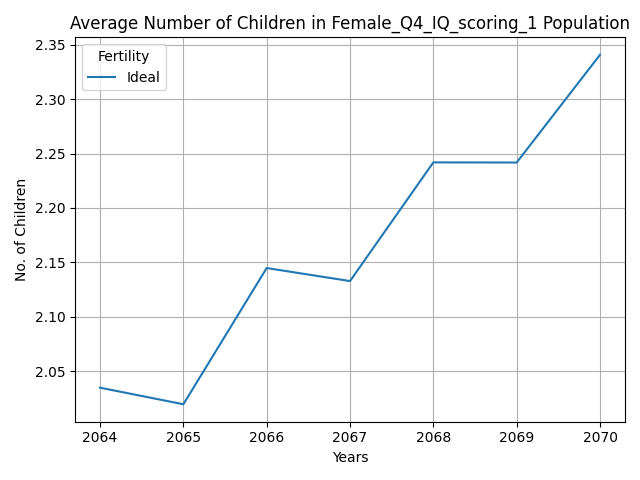 Average Number of Children in Female_Q4_IQ_scoring_1 Population
Fertility
Ideal
2.35
2.30
2.25
2.20
2.15
2.10
2.05
No. of Children
2064 2065 2066 2067 2068 2069 2070
Years